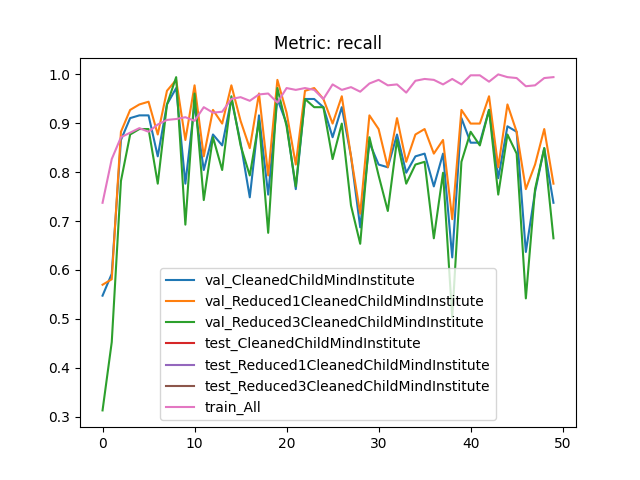 Metric: recall
1.0
0.9
0.8
0.7
0.6
0.5
0.4
0.3
val_CleanedChildMindInstitute
val_Reduced1CleanedChildMindInstitute
val_Reduced3CleanedChildMindInstitute
test_CleanedChildMindInstitute
test_Reduced1CleanedChildMindInstitute
test_Reduced3CleanedChildMindInstitute
train_All
0 10 20 30 40 50